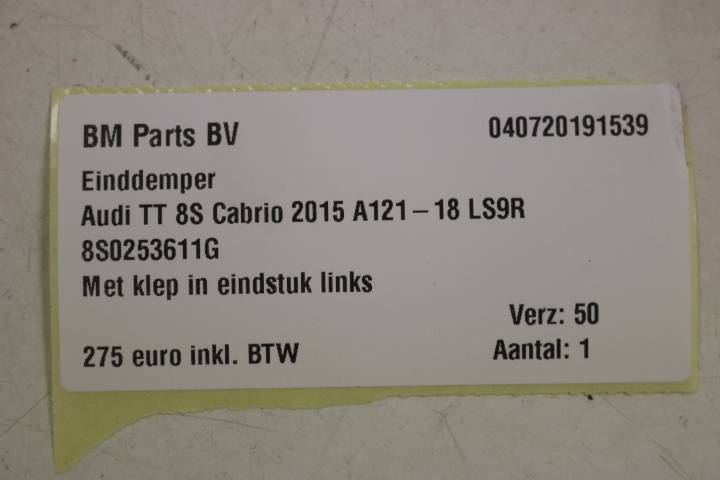 BM Parts BV 040720191539
Einddemper
Audi TT 8S Cabrio 2015 A121 – 18 LS9R
8S0253611G
Met klep in eindstuk links
Verz: 50
275 euro inkl. BTW Aantal: 1